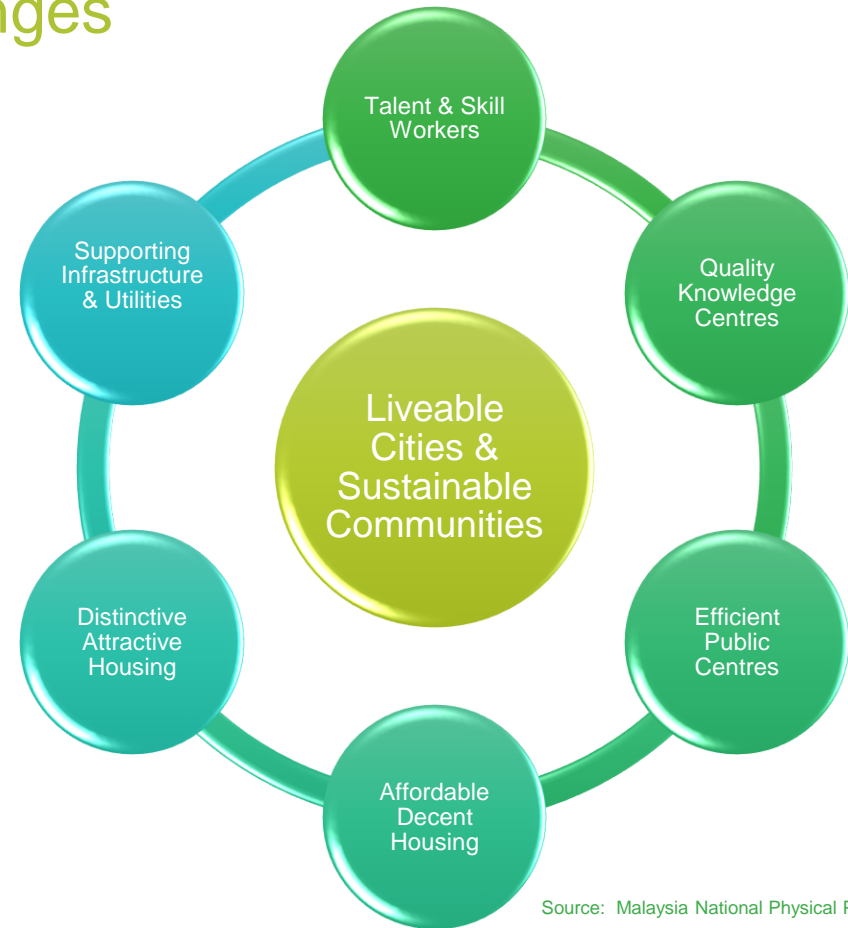 Talent & Skill
Workers
Supporting
Infrastructure
& Utilities
Quality
Knowledge
Centres
Liveable
Cities &
Sustainable
Communities
Distinctive
Attractive
Housing
Efficient
Public
Centres
Affordable
Decent
Housing
Source: Malaysia National Physical